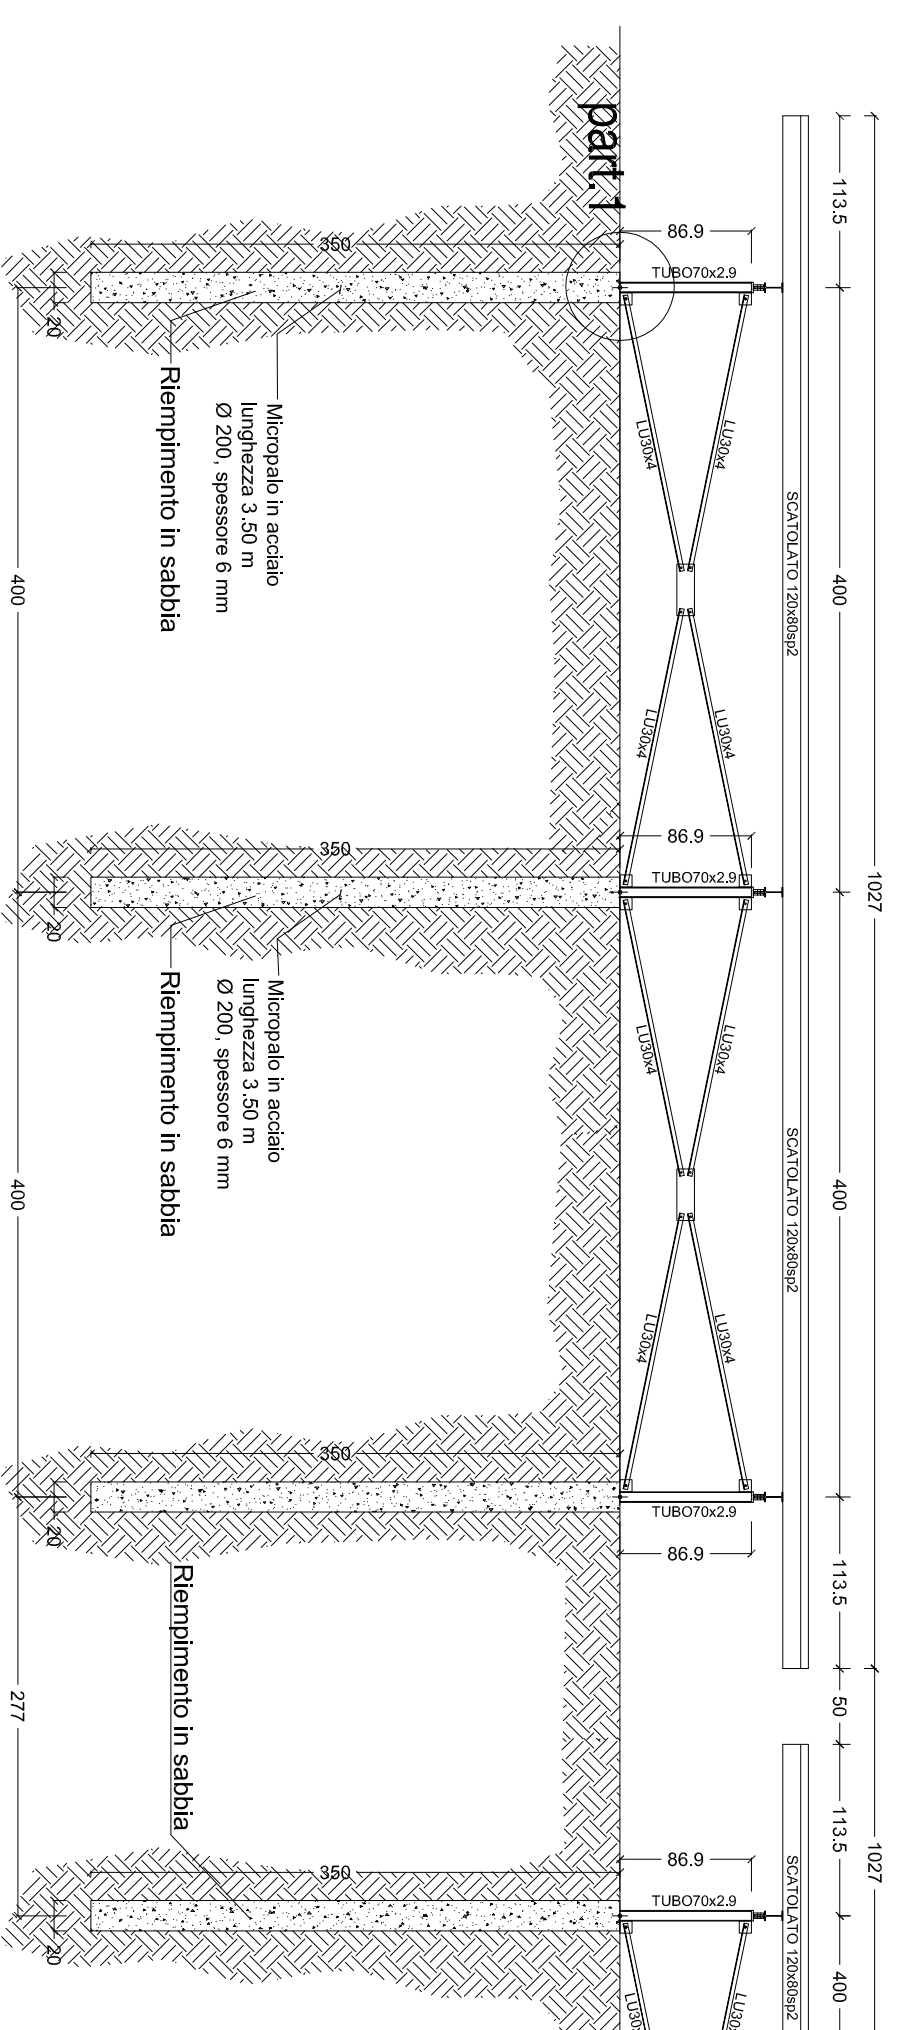 1027
1027
113.5
400
400
113.5
50
113.5
400
SCATOLATO 120x80sp2
SCATOLATO 120x80sp2
SCATOLATO 120x80sp2
86.9
TUBO70x2.9
LU30x4
LU30x4
LU30x4
LU30x4
86.9
TUBO70x2.9
LU30x4
LU30x4
LU30x4
LU30x4
TUBO70x2.9
86.9
86.9
TUBO70x2.9
LU30
LU30
part.1
350
350
350
350
Micropalo in acciaio
lunghezza 3.50 m
Ø 200, spessore 6 mm
Riempimento in sabbia
Micropalo in acciaio
lunghezza 3.50 m
Ø 200, spessore 6 mm
Riempimento in sabbia
Riempimento in sabbia
20
20
20
20
400
400
277